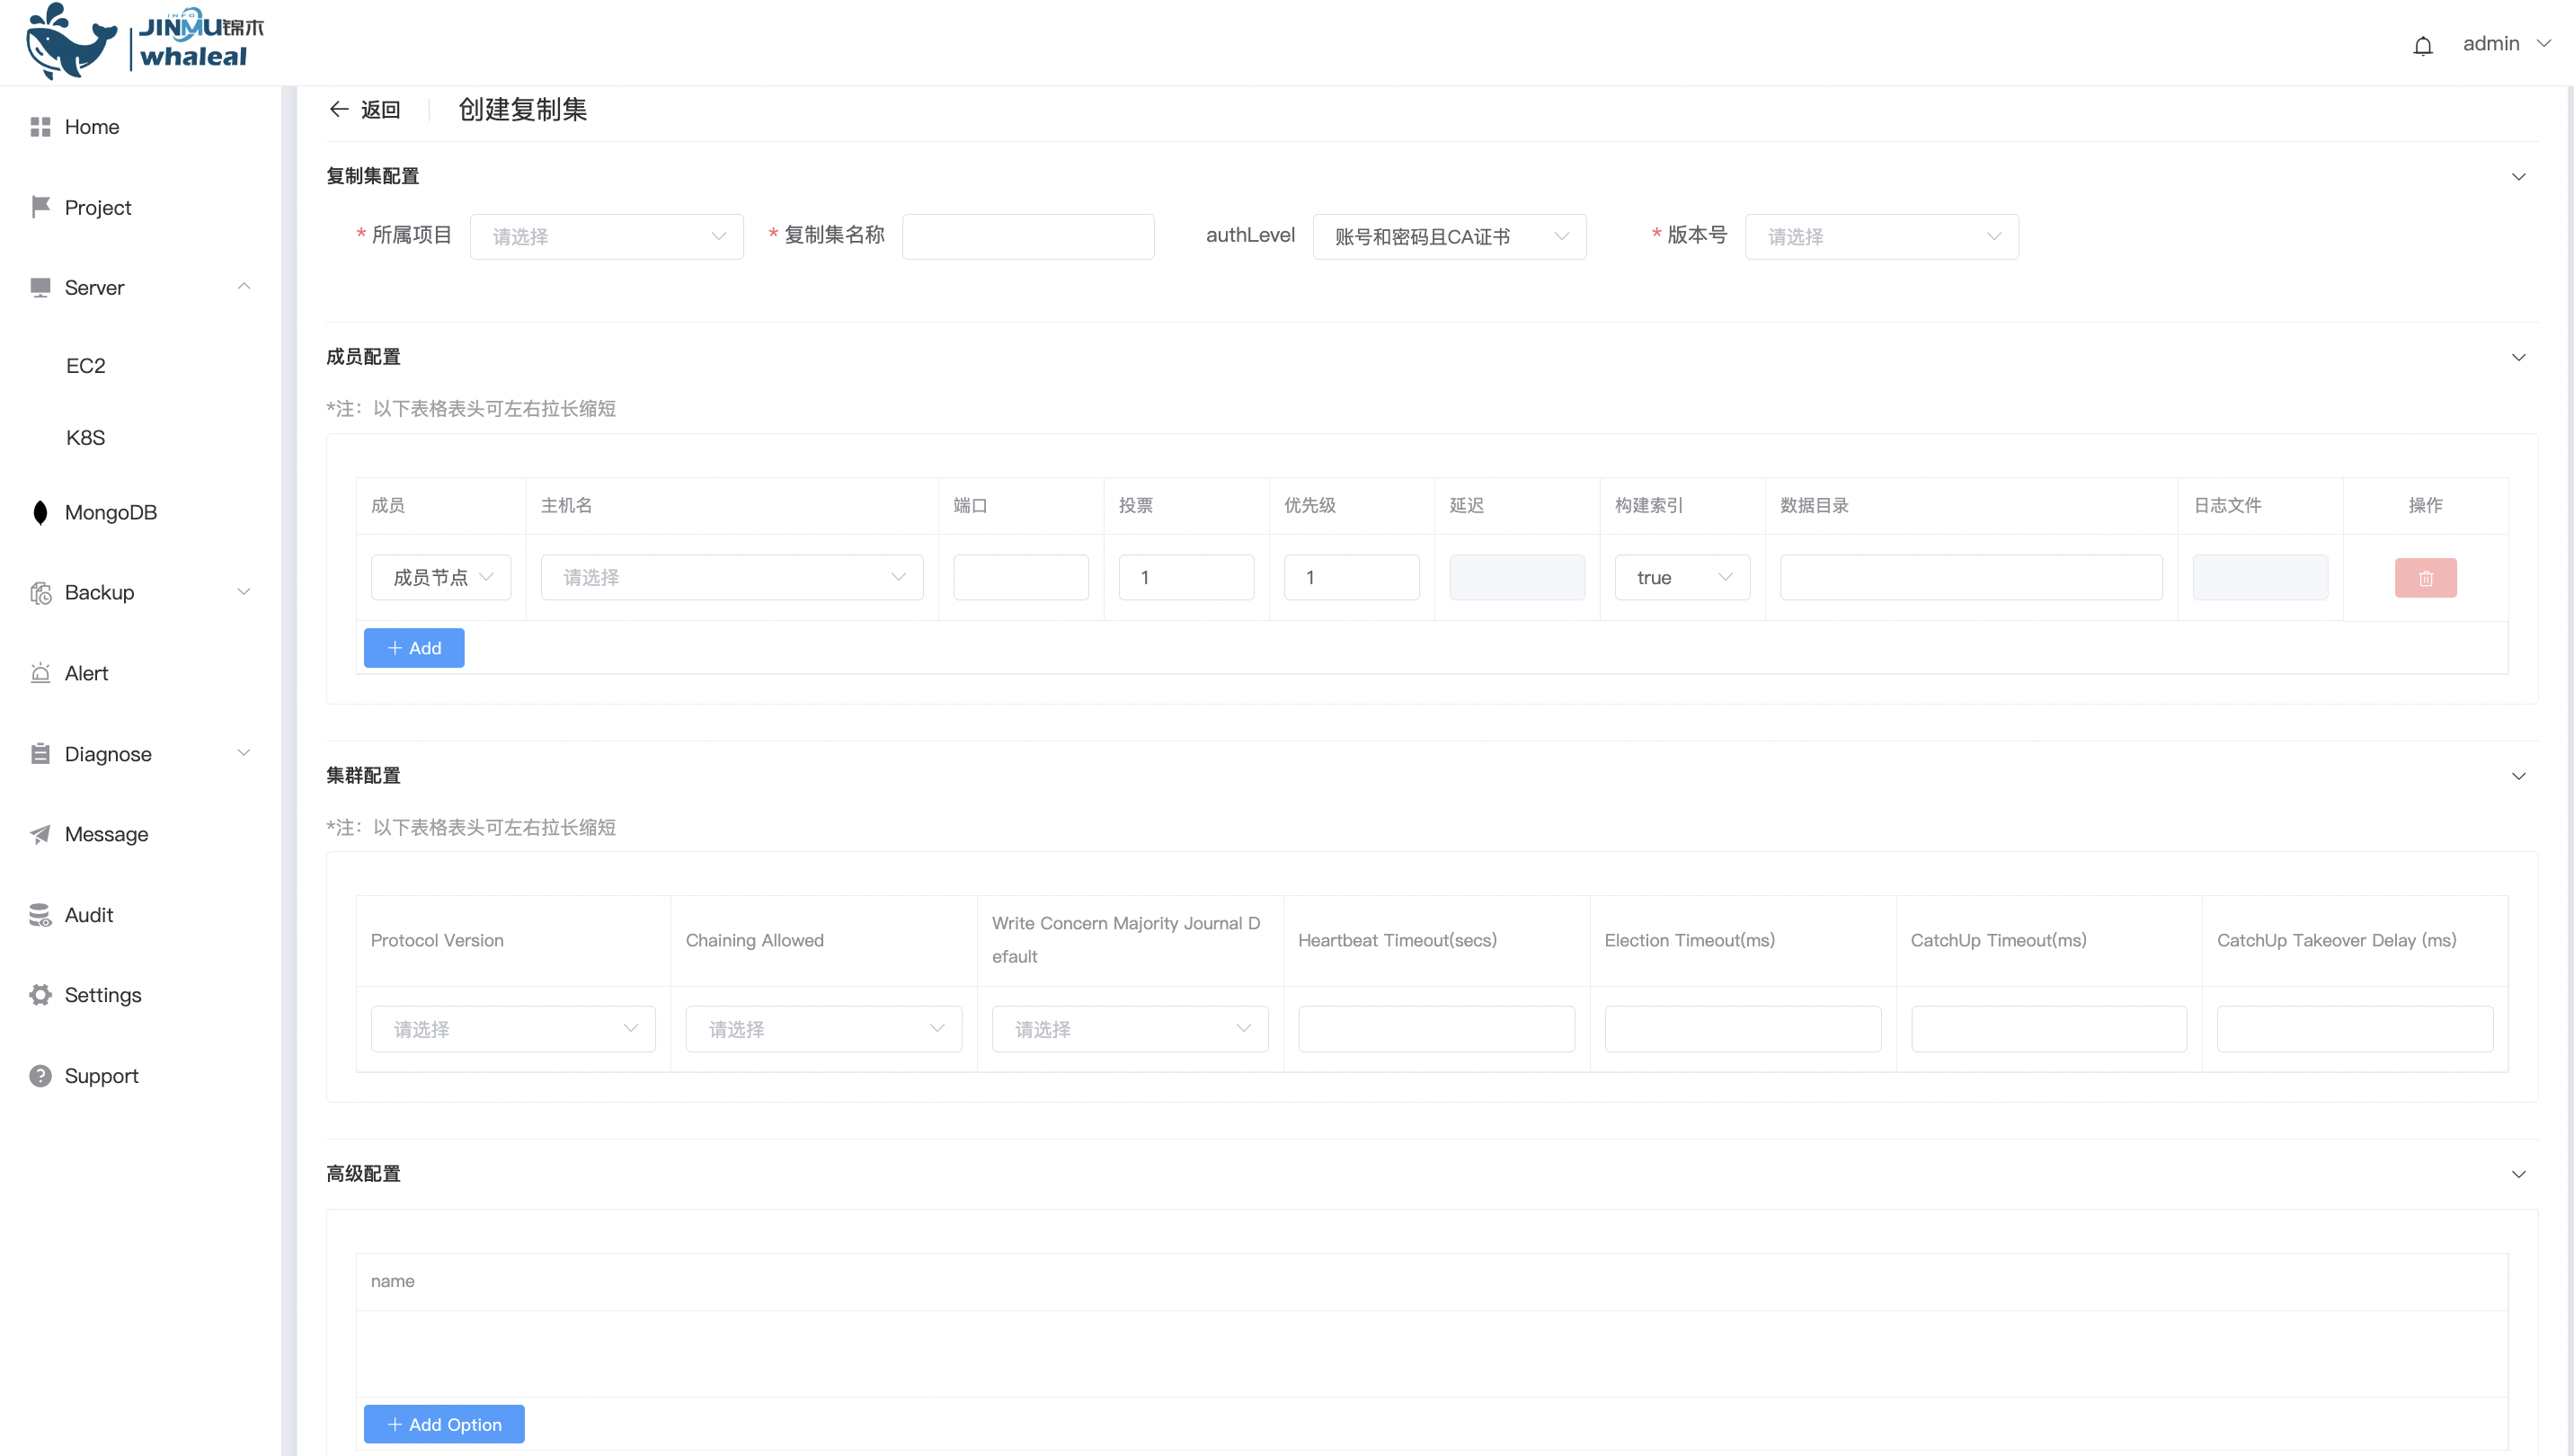 INFO
JINMU锦木
whaleal
admin
Home
Project
Server
EC2
K8S
MongoDB
Backup
Alert
Diagnose
Message
Audit
Settings
Support
返回
创建复制集
复制集配置
* 所属项目 请选择 * 复制集名称 authLevel 账号和密码且CA证书 * 版本号 请选择
成员配置
*注：以下表格表头可左右拉长缩短
成员 主机名 端口 投票 优先级 延迟 构建索引 数据目录 日志文件 操作
成员节点 请选择 1 1 true
+ Add
集群配置
*注：以下表格表头可左右拉长缩短
Protocol Version Chaining Allowed Write Concern Majority Journal D
efault Heartbeat Timeout(secs) Election Timeout(ms) CatchUp Timeout(ms) CatchUp Takeover Delay (ms)
请选择 请选择 请选择
高级配置
name
+ Add Option